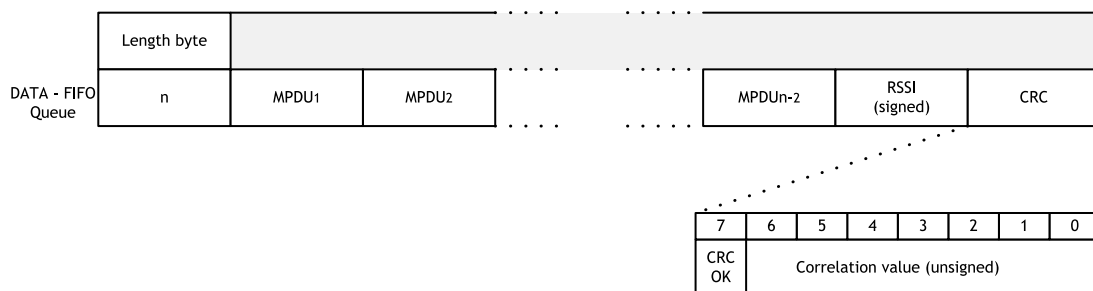 Length byte
DATA - FIFO
Queue
n
MPDU1
MPDU2
MPDUn-2
RSSI
(signed)
CRC
7 6 5 4 3 2 1 0
CRC
OK
Correlation value (unsigned)